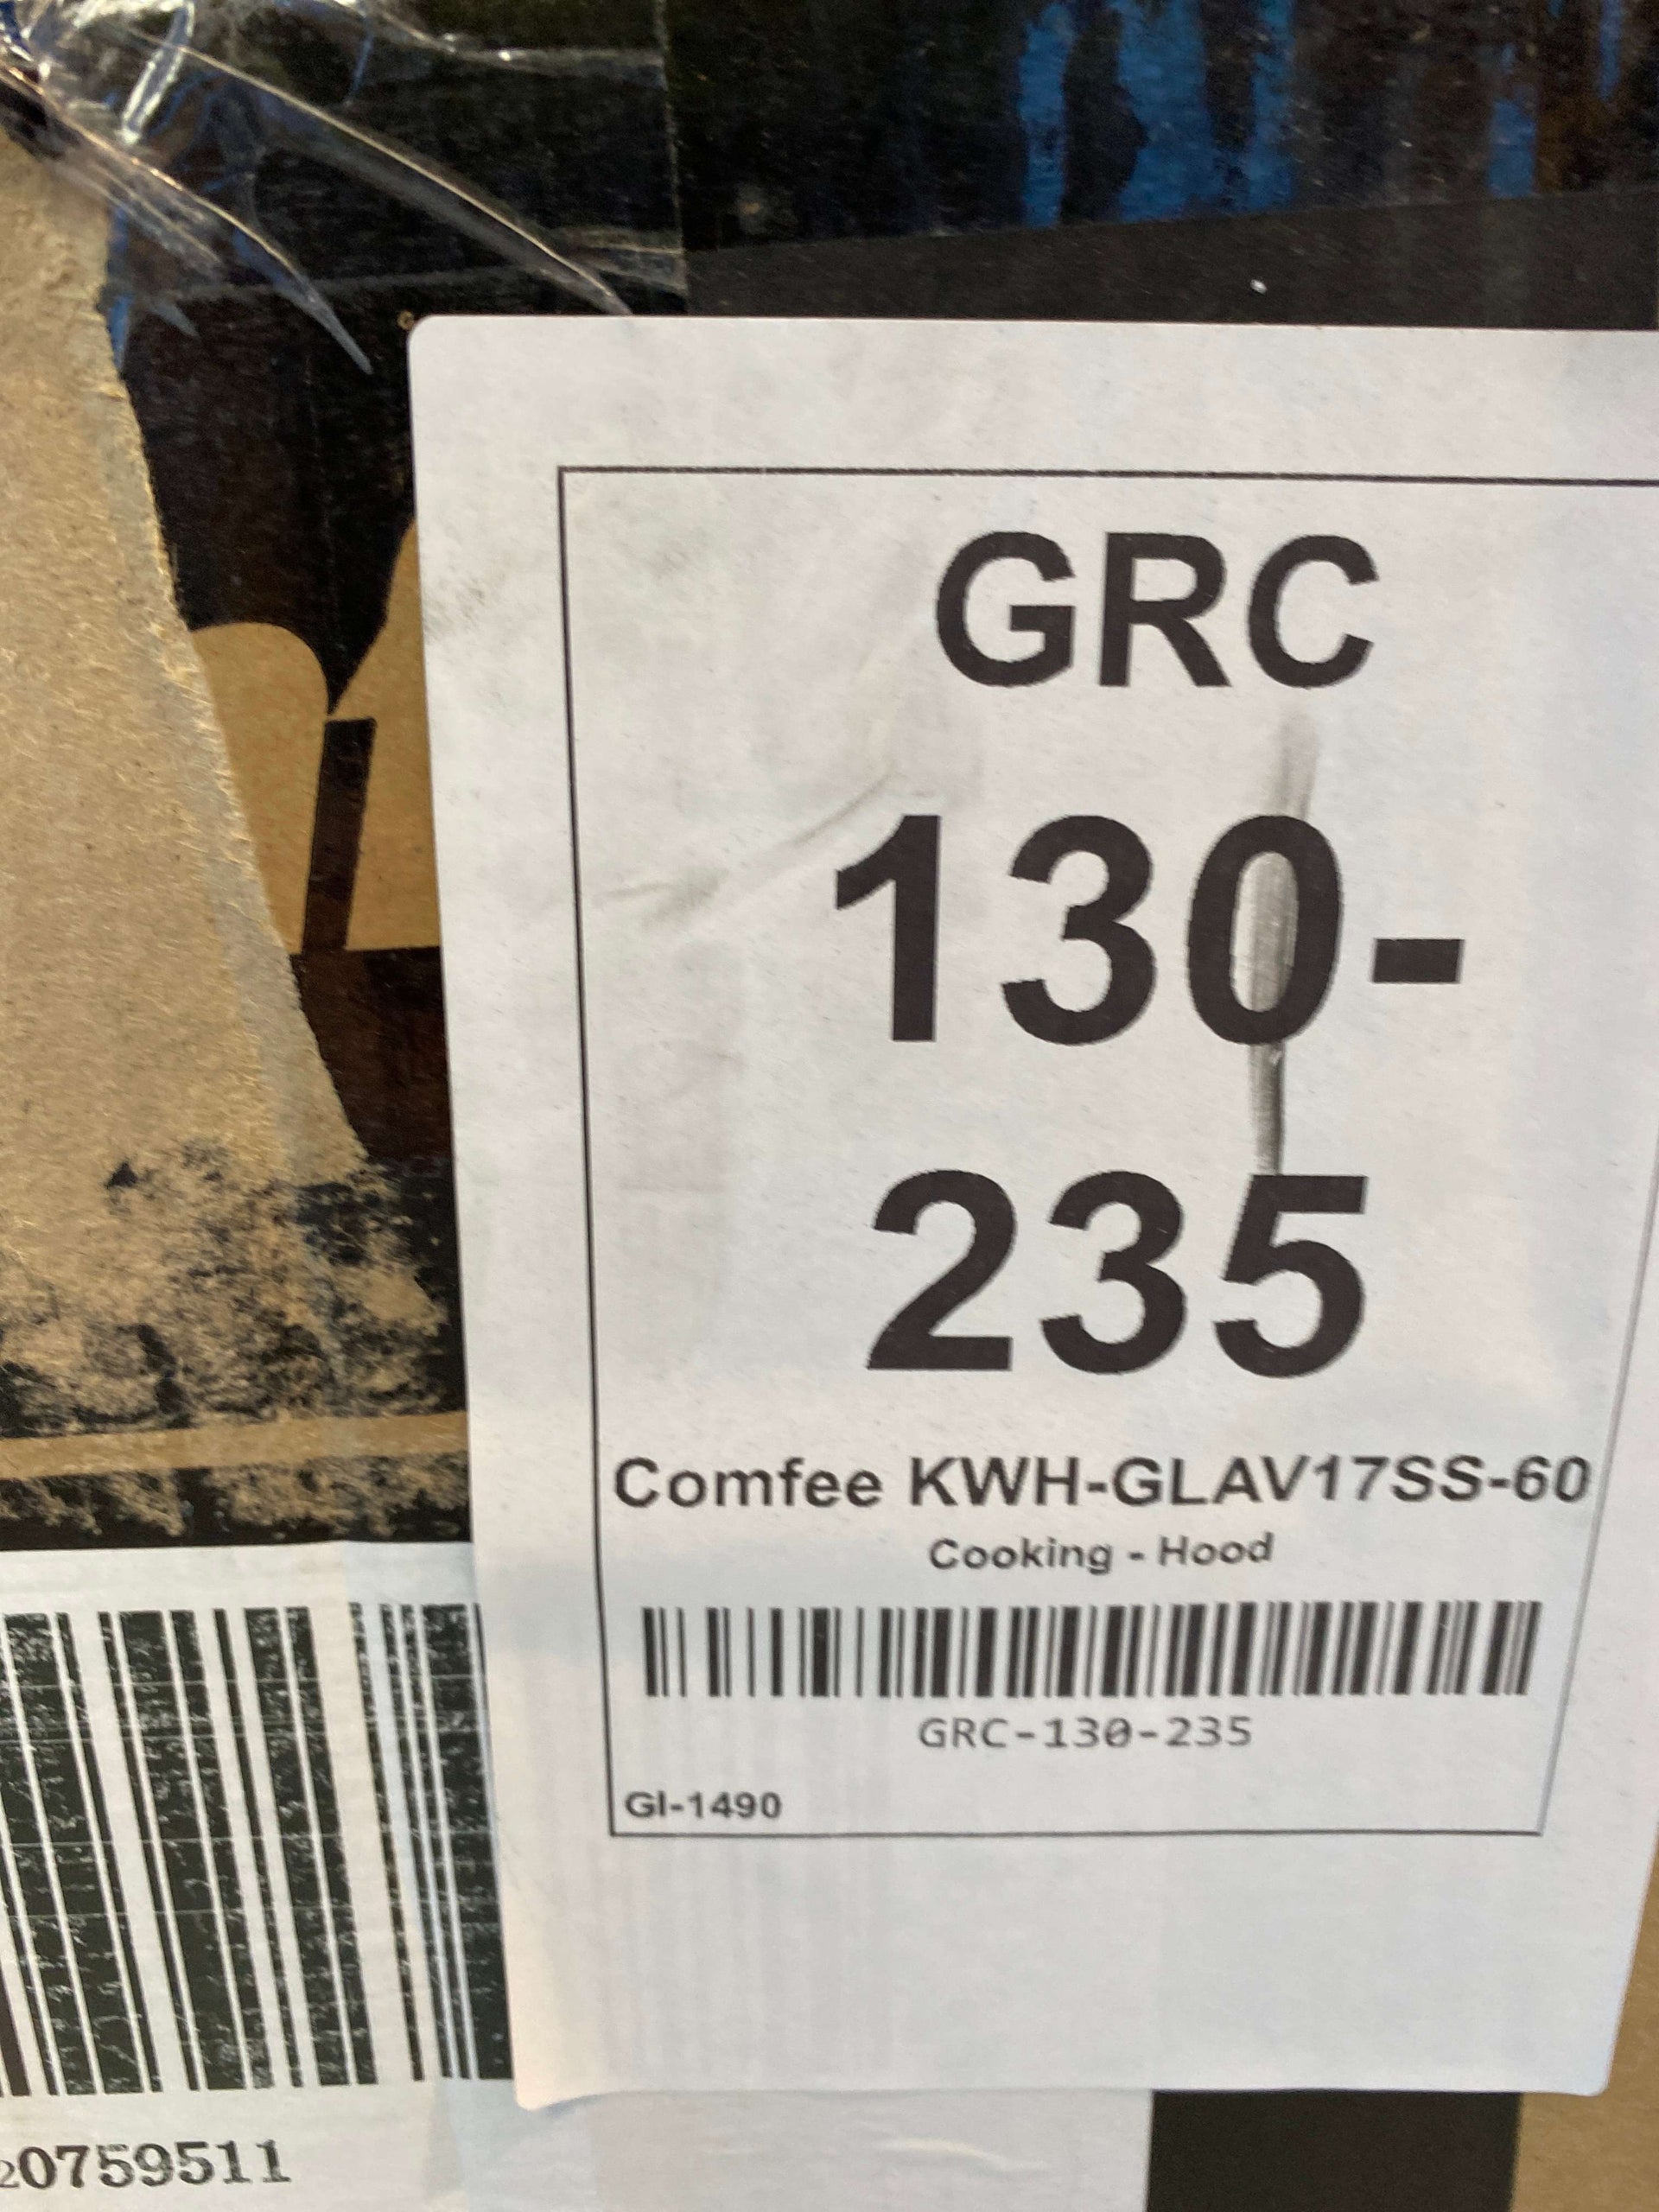 GRC
130-
235
Comfee KWH-GLAV17SS-60
Cooking - Hood
GRC-130-235
GI-1490
20759511